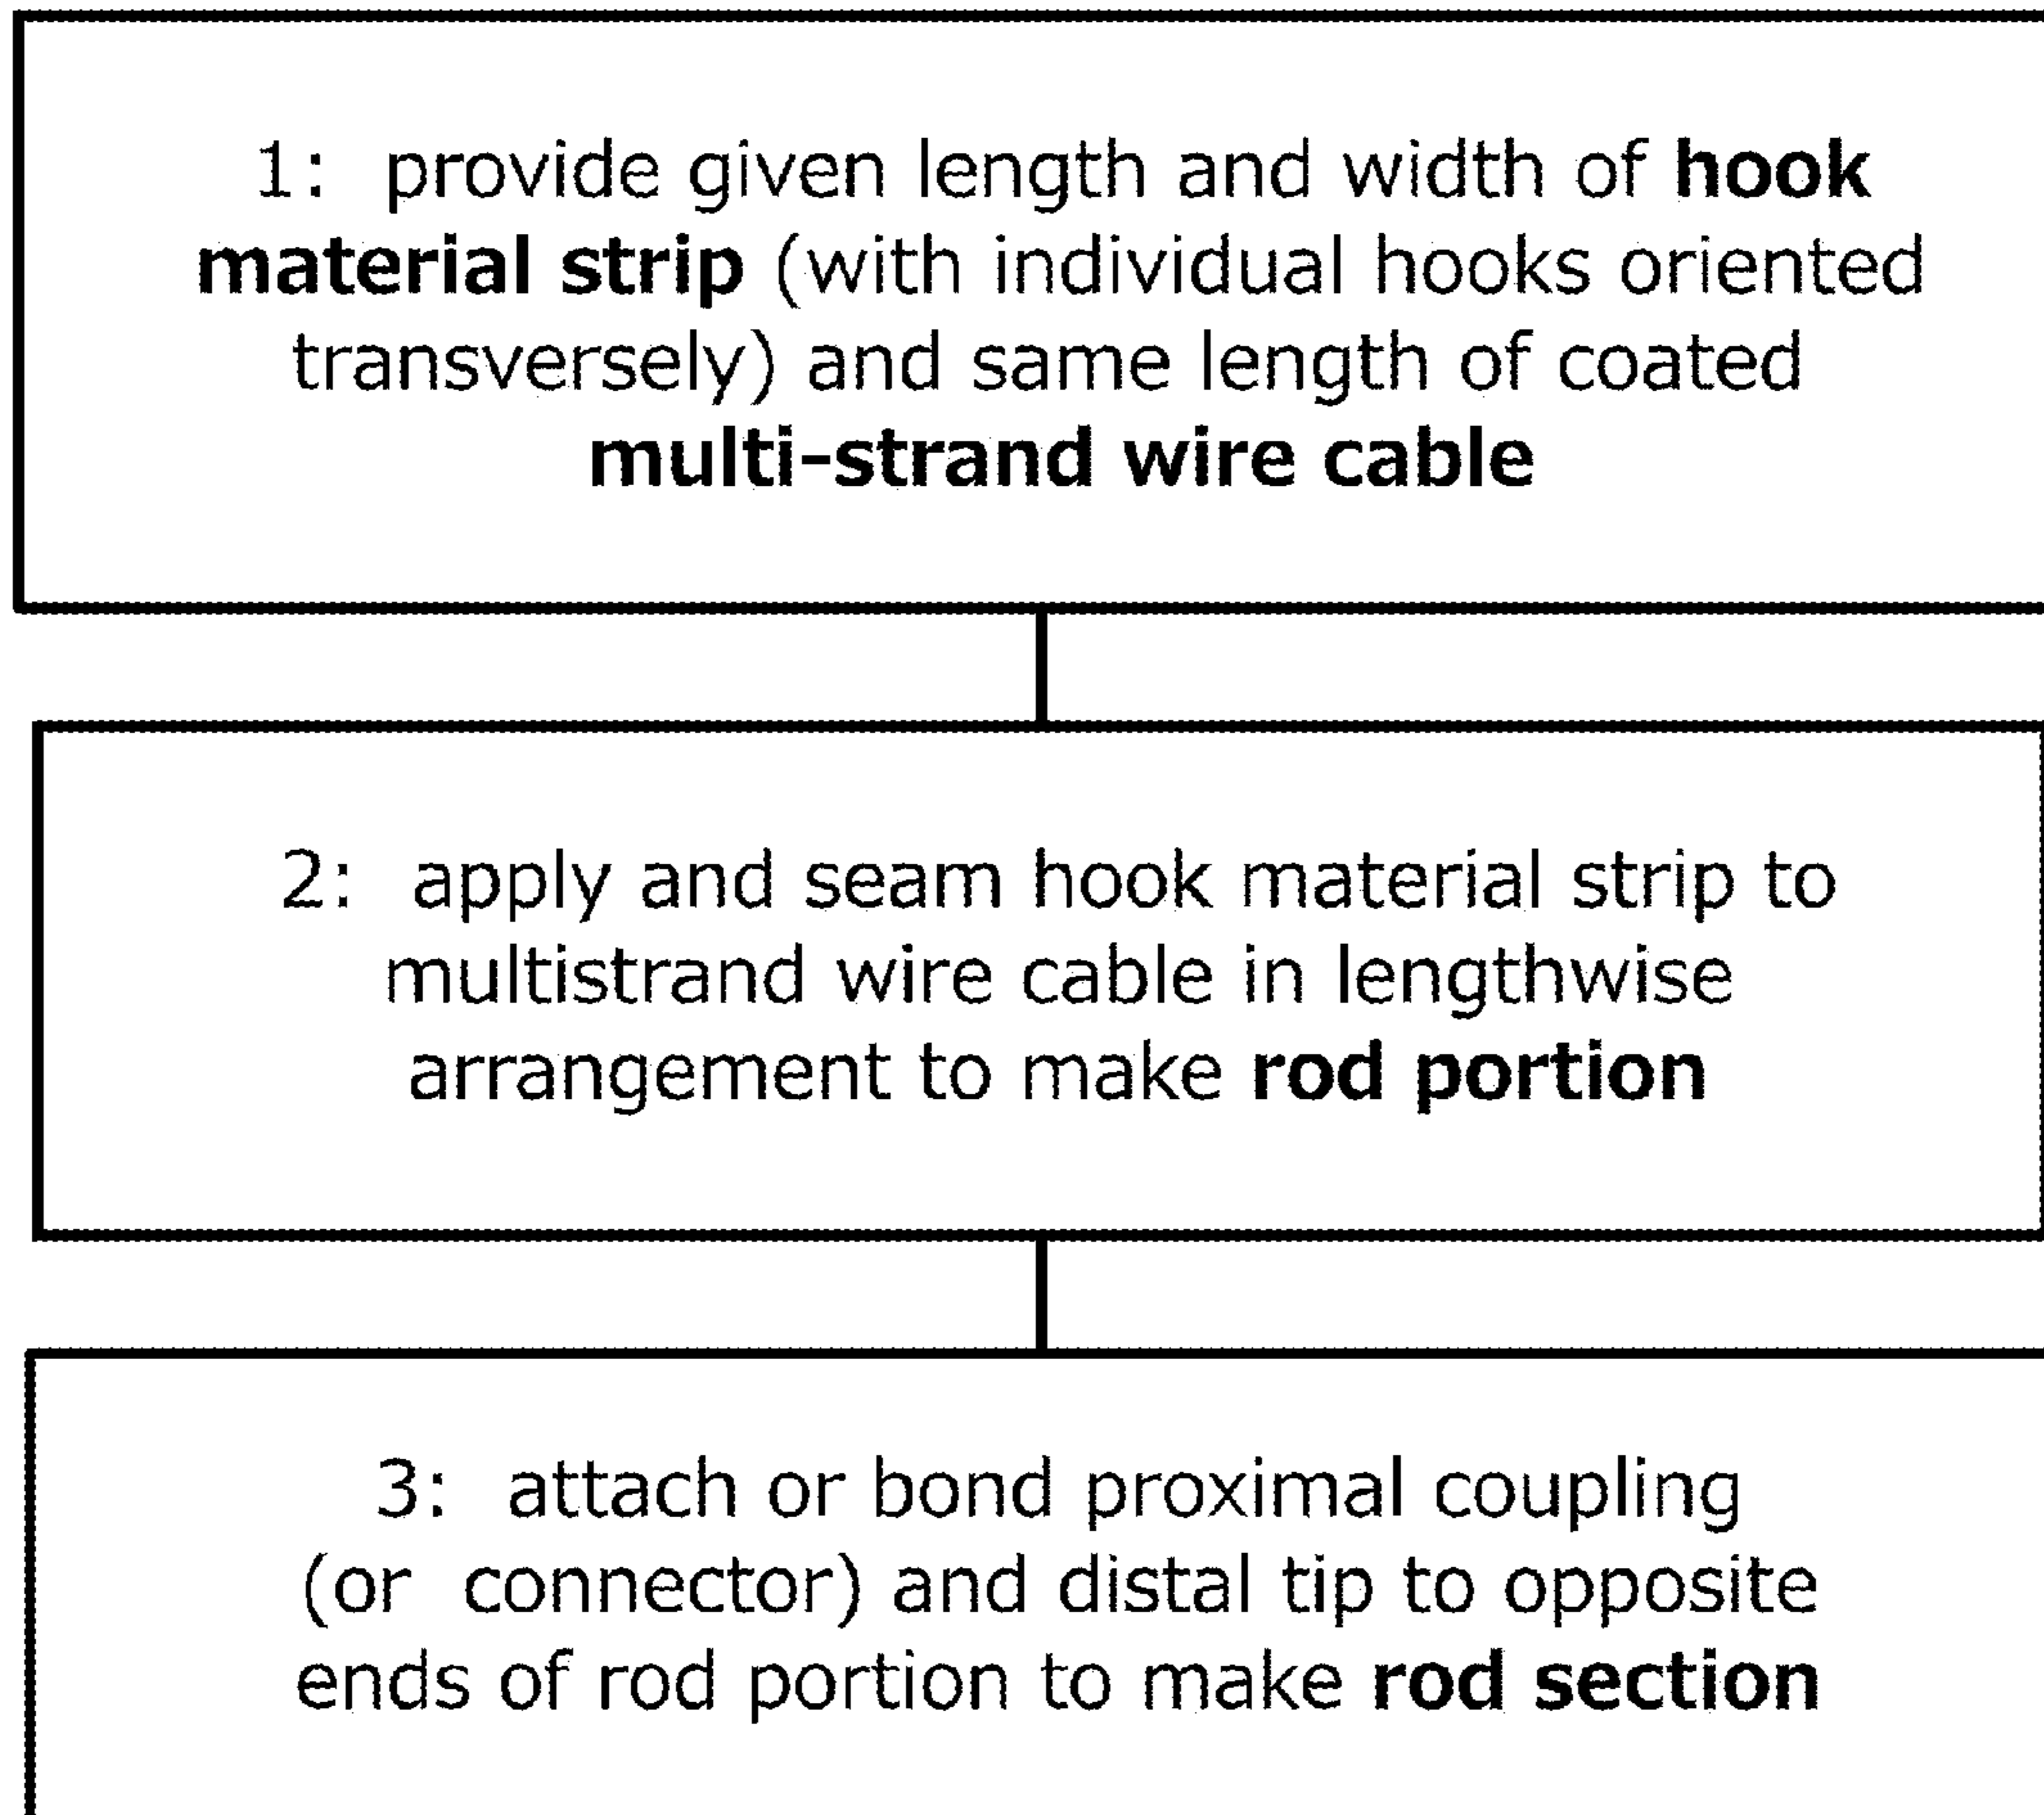 1: provide given length and width of hook
material strip (with individual hooks oriented
transversely) and same length of coated
multi-strand wire cable
2: apply and seam hook material strip to
multistrand wire cable in lengthwise
arrangement to make rod portion
3: attach or bond proximal coupling
(or connector) and distal tip to opposite
ends of rod portion to make rod section